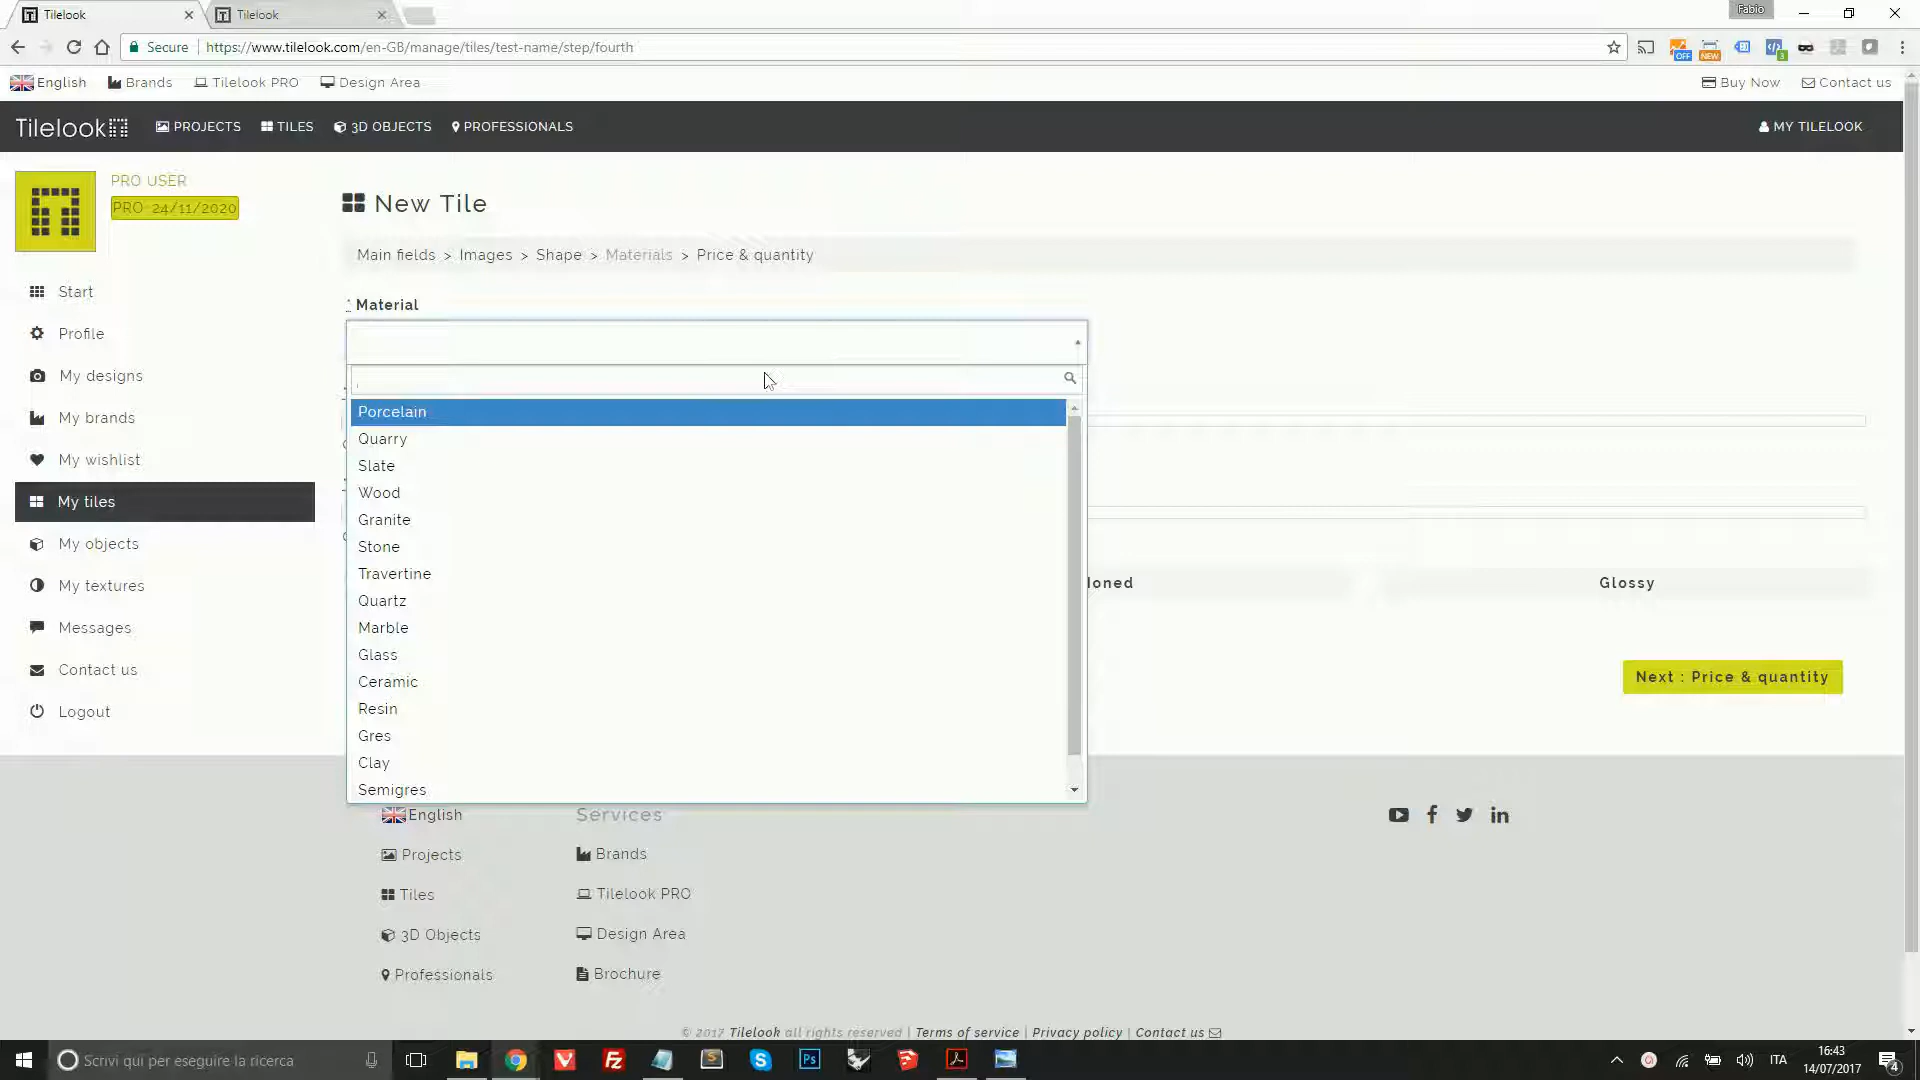 Tilelook
Tilelook
Fabio
Secure
https://www.tilelook.com/en-GB/manage/tiles/test-name/step/fourth
OFF
NEW
3
English
Brands
Tilelook PRO
Design Area
Buy Now
Contact us
Tilelook
PROJECTS
TILES
3D OBJECTS
PROFESSIONALS
MY TILELOOK
PRO USER
PRO 24/11/2020
Start
Profile
My designs
My brands
My wishlist
My tiles
My objects
My textures
Messages
Contact us
Logout
New Tile
Main fields > Images > Shape > Materials > Price & quantity
* Material
Porcelain
Quarry
Slate
Wood
Granite
Stone
Travertine
Quartz
Marble
Glass
Ceramic
Resin
Gres
Clay
Semigres
Glossy
Next : Price & quantity
English
Projects
Tiles
3D Objects
Professionals
Services
Brands
Tilelook PRO
Design Area
Brochure
© 2017 Tilelook all rights reserved | Terms of service | Privacy policy | Contact us
Scrivi qui per eseguire la ricerca
Ps
ITA
16:43
14/07/2017
4